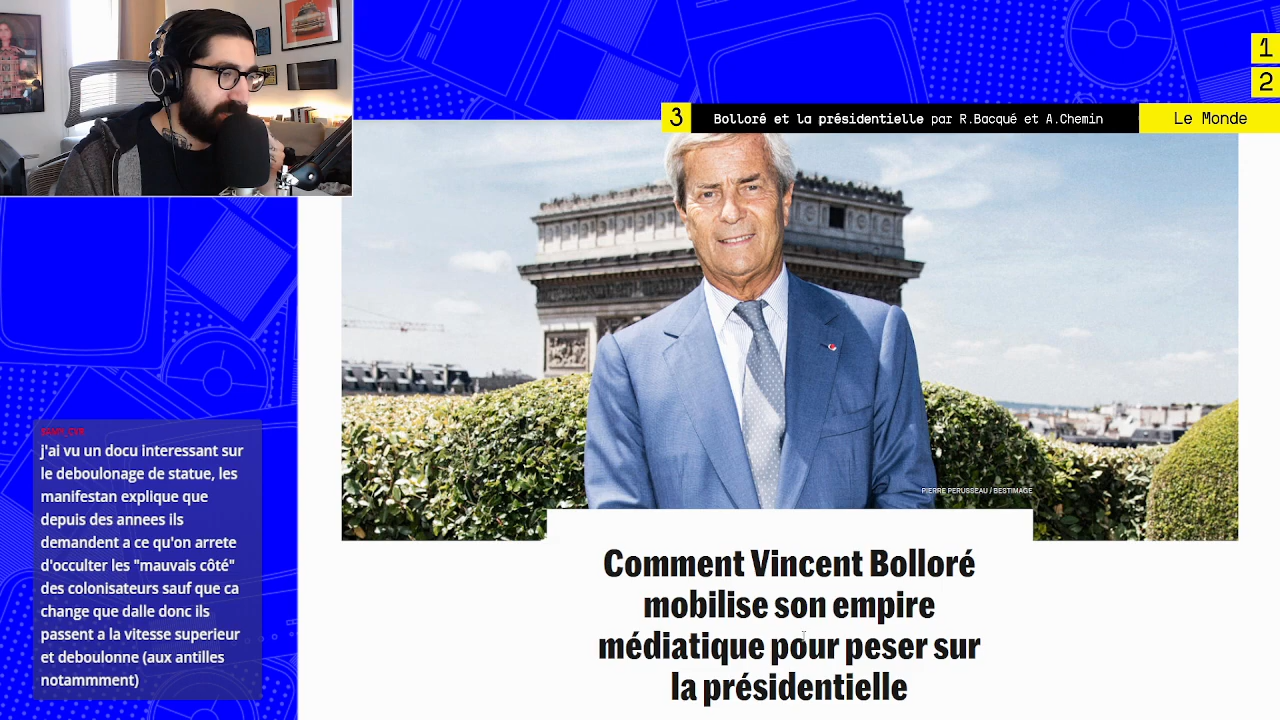 1
2
3 Bolloré et la présidentielle par R.Bacqué et A.Chemin Le Monde
PIERRE PERUSSEAU / BESTIMAGE
Comment Vincent Bolloré
mobilise son empire
médiatique pour peser sur
la présidentielle
j'ai vu un docu interessant sur
le deboulonage de statue, les
manifestan explique que
depuis des annees ils
demandent a ce qu'on arrete
d'occulter les "mauvais côté"
des colonisateurs sauf que ca
change que dalle donc ils
passent a la vitesse superieur
et deboulonne (aux antilles
notammment)